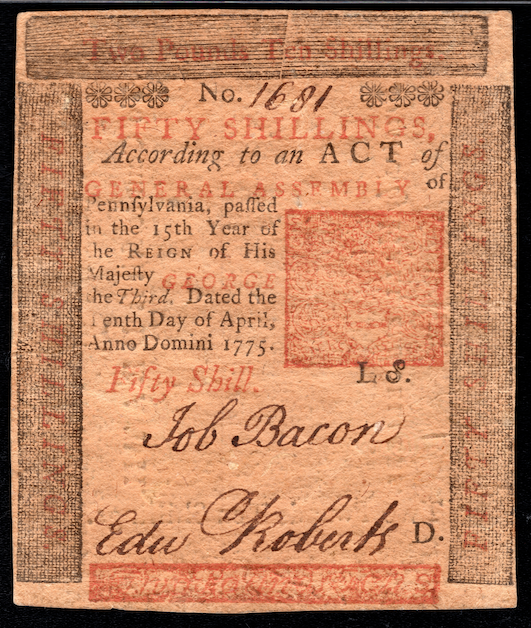 Two Pounds Ten Shillings.
No. 1681
FIFTY SHILLINGS,
According to an ACT of
GENERAL ASSEMBLY of
Pennſylvania, paſſed
in the 15th Year of
the REIGN of His
Majeſty GEORGE
the Third. Dated the
Tenth Day of April,
Anno Domini 1775.
Fifty Shill.
L S.
Job Bacon
Edw Roberts D.
FIFTY SHILLINGS
FIFTY SHILLINGS